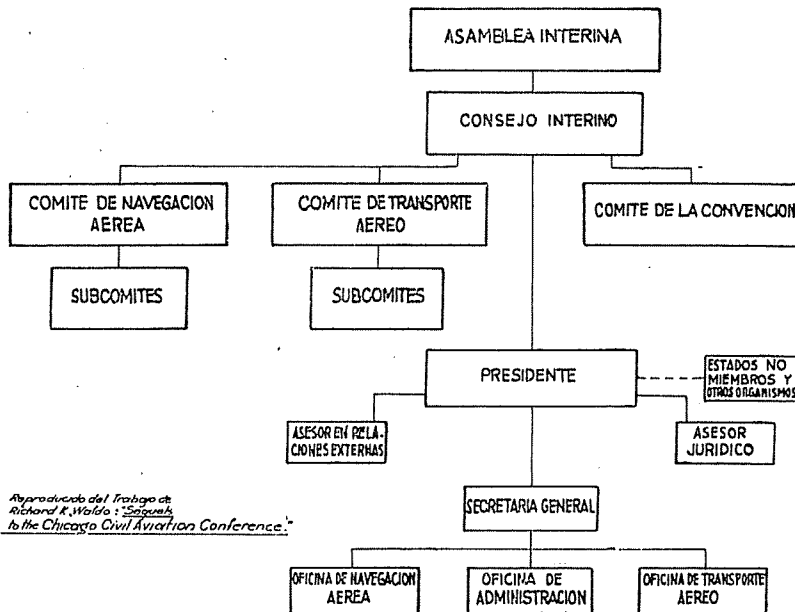 ASAMBLEA INTERINA
CONSEJO INTERINO
COMITE DE NAVEGACION
AEREA
COMITE DE TRANSPORTE
AEREO
COMITE DE LA CONVENCION
SUBCOMITES
SUBCOMITES
PRESIDENTE
ESTADOS NO
MIEMBROS Y
OTROS ORGANISMOS
ASESOR EN RELA-
CIONES EXTERNAS
ASESOR
JURIDICO
SECRETARIA GENERAL
Reproducido del Trabajo de
Richard K. Waldo: "Sequels
to the Chicago Civil Aviation Conference."
OFICINA DE NAVEGACION
AEREA
OFICINA DE
ADMINISTRACION
OFICINA DE TRANSPORTE
AEREO